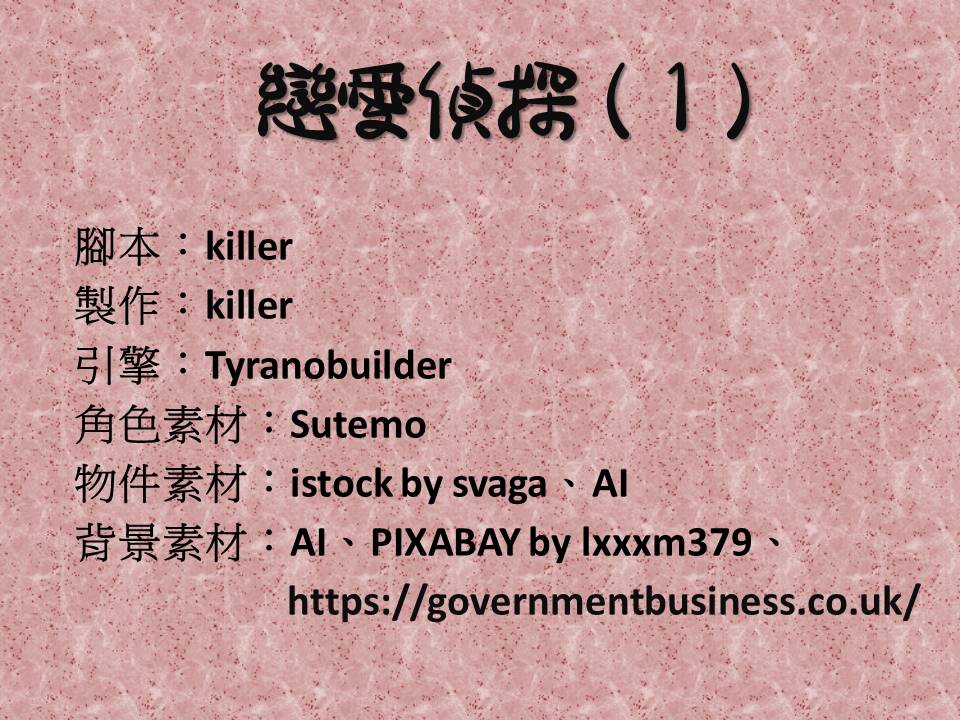 戀愛偵探（1）
腳本：killer
製作：killer
引擎：Tyranobuilder
角色素材：Sutemo
物件素材：istock by svaga、AI
背景素材：AI、PIXABAY by lxxxm379、
https://governmentbusiness.co.uk/